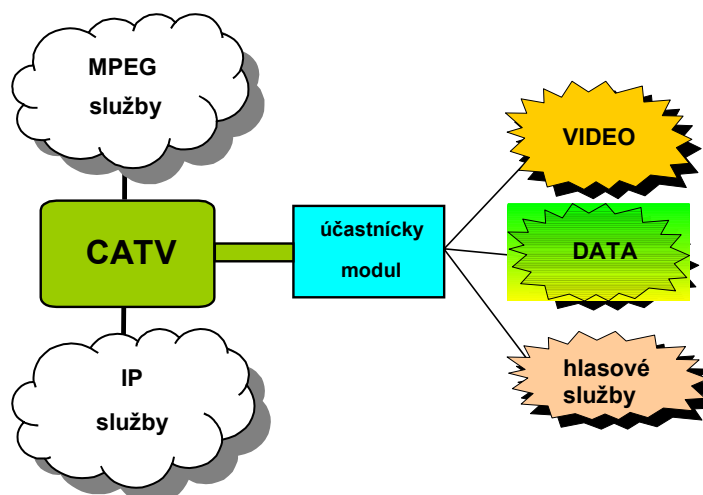 MPEG
služby
CATV
IP
služby
účastnícky
modul
VIDEO
DATA
hlasové
služby